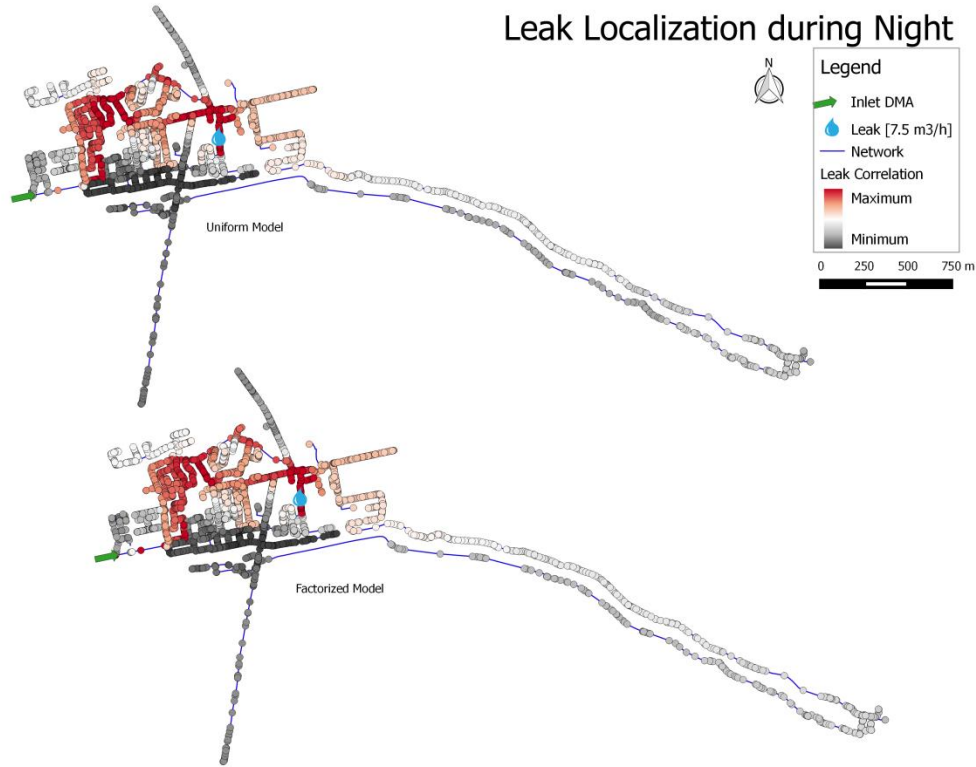 Leak Localization during Night
N
Legend
Inlet DMA
Leak [7.5 m3/h]
Network
Leak Correlation
Maximum
Minimum
0 250 500 750 m
Uniform Model
Factorized Model